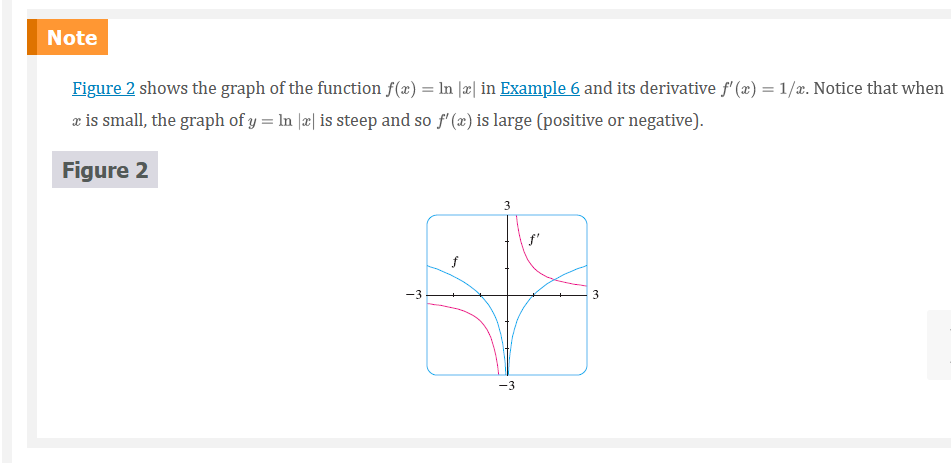 Note
Figure 2 shows the graph of the function f(x) = ln |x| in Example 6 and its derivative f′(x) = 1/x. Notice that when
x is small, the graph of y = ln |x| is steep and so f′(x) is large (positive or negative).
Figure 2
3
f′
f
−3 3
−3